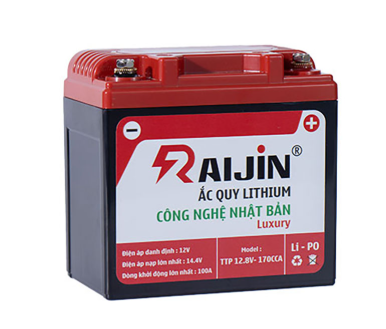 RAIJIN®
ẮC QUY LITHIUM
CÔNG NGHỆ NHẬT BẢN
Luxury
Điện áp danh định : 12V
Điện áp nạp lớn nhất : 14.4V
Dòng khởi động lớn nhất : 100A
Model :
TTP 12.8V- 170CCA
Li - PO